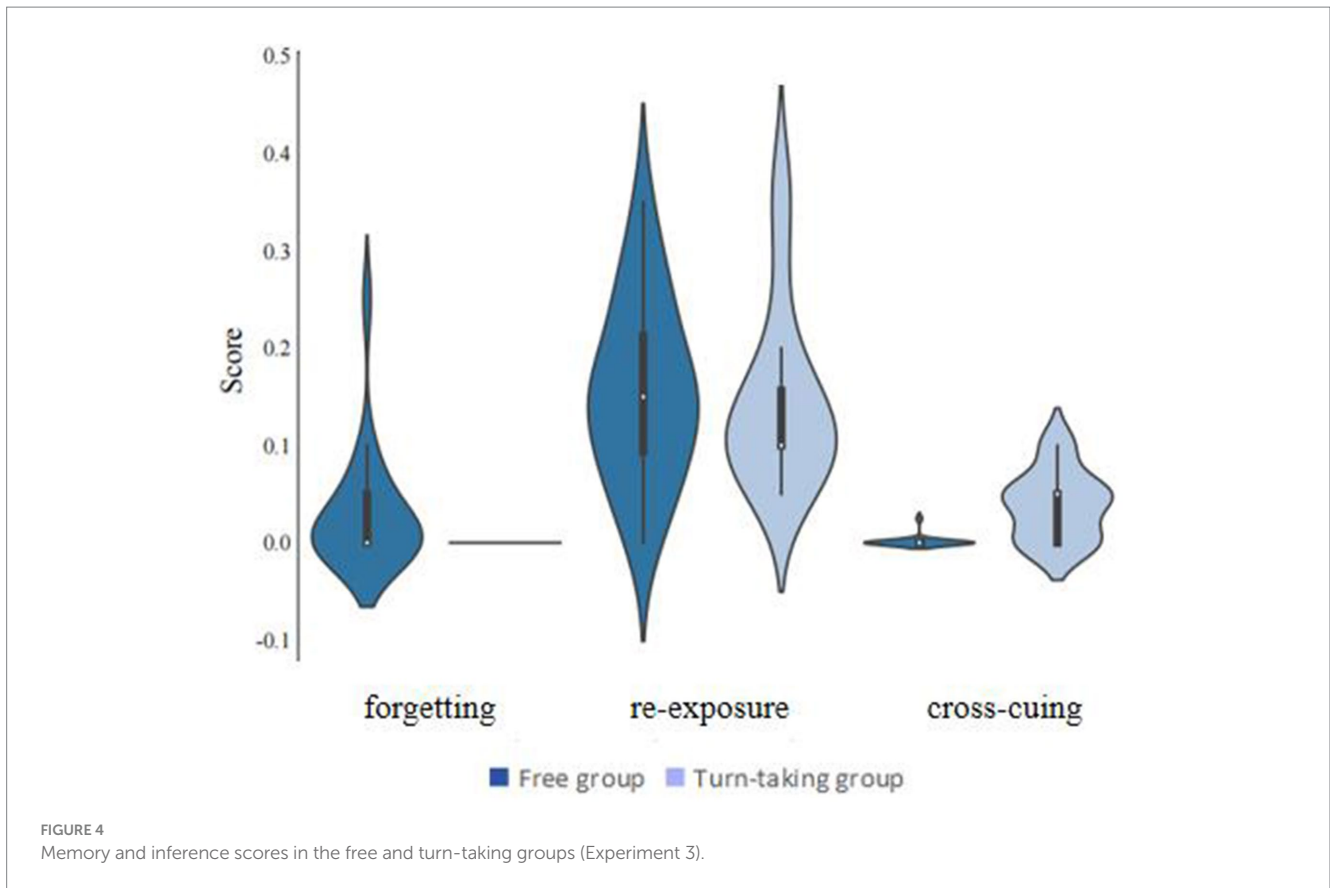 0.5
0.4
0.3
0.2
0.1
0.0
-0.1
Score
forgetting re-exposure cross-cuing
Free group Turn-taking group
FIGURE 4
Memory and inference scores in the free and turn-taking groups (Experiment 3).